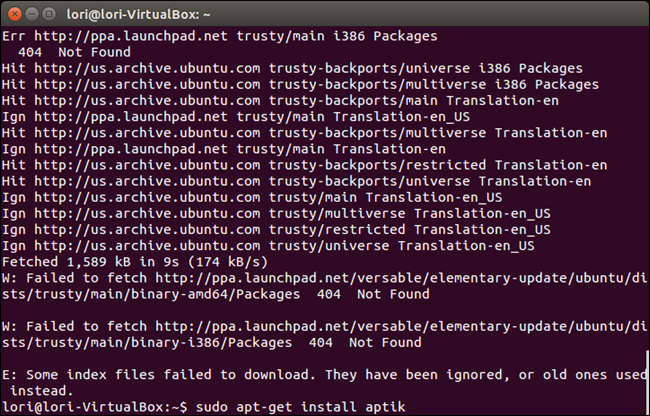 lori@lori-VirtualBox: ~
Err http://ppa.launchpad.net trusty/main i386 Packages
  404  Not Found
Hit http://us.archive.ubuntu.com trusty-backports/universe i386 Packages
Hit http://us.archive.ubuntu.com trusty-backports/multiverse i386 Packages
Hit http://us.archive.ubuntu.com trusty-backports/main Translation-en
Ign http://ppa.launchpad.net trusty/main Translation-en_US
Hit http://us.archive.ubuntu.com trusty-backports/multiverse Translation-en
Ign http://ppa.launchpad.net trusty/main Translation-en
Hit http://us.archive.ubuntu.com trusty-backports/restricted Translation-en
Hit http://us.archive.ubuntu.com trusty-backports/universe Translation-en
Ign http://us.archive.ubuntu.com trusty/main Translation-en_US
Ign http://us.archive.ubuntu.com trusty/multiverse Translation-en_US
Ign http://us.archive.ubuntu.com trusty/restricted Translation-en_US
Ign http://us.archive.ubuntu.com trusty/universe Translation-en_US
Fetched 1,589 kB in 9s (174 kB/s)
W: Failed to fetch http://ppa.launchpad.net/versable/elementary-update/ubuntu/di
sts/trusty/main/binary-amd64/Packages  404  Not Found

W: Failed to fetch http://ppa.launchpad.net/versable/elementary-update/ubuntu/di
sts/trusty/main/binary-i386/Packages  404  Not Found

E: Some index files failed to download. They have been ignored, or old ones used
 instead.
lori@lori-VirtualBox:~$ sudo apt-get install aptik